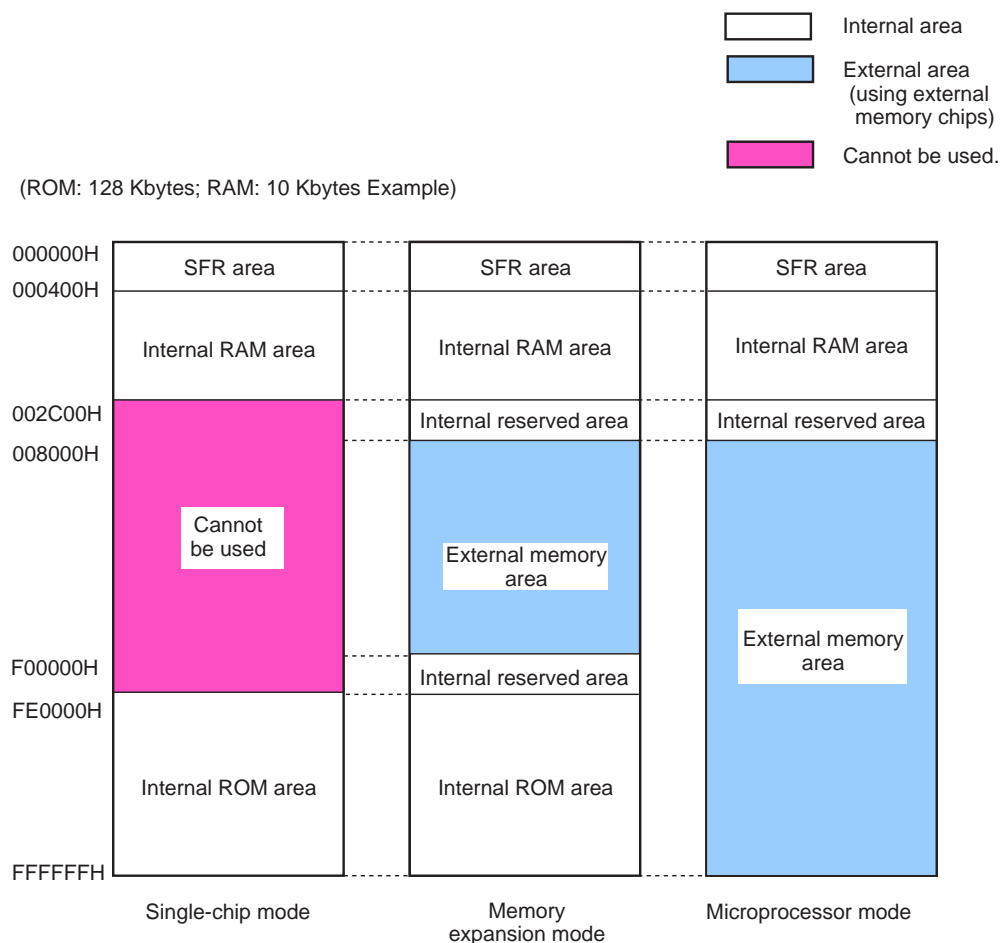 Internal area
External area
(using external
memory chips)
Cannot be used.
(ROM: 128 Kbytes; RAM: 10 Kbytes Example)
000000H
SFR area
SFR area
SFR area
000400H
Internal RAM area
Internal RAM area
Internal RAM area
002C00H
Internal reserved area
Internal reserved area
008000H
Cannot
be used
External memory
area
External memory
area
F00000H
Internal reserved area
FE0000H
Internal ROM area
Internal ROM area
FFFFFFH
Single-chip mode
Memory
expansion mode
Microprocessor mode